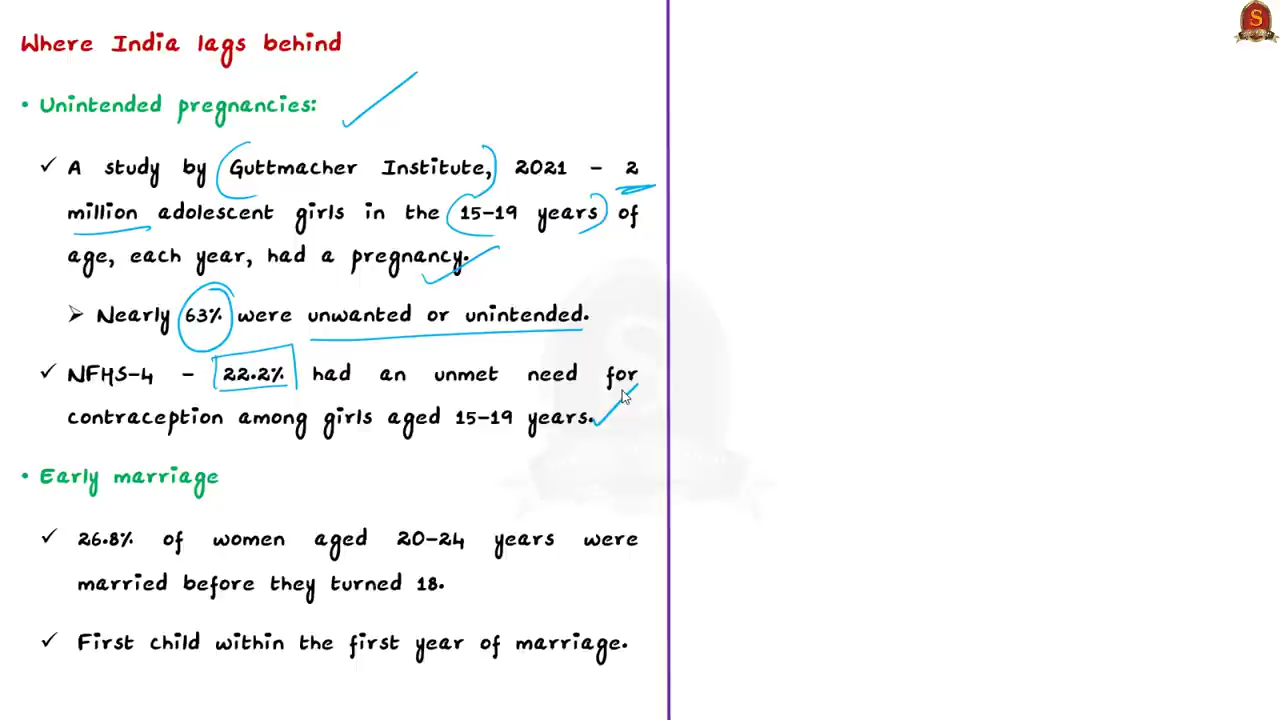 Where India lags behind
• Unintended pregnancies:
✓ A study by Guttmacher Institute, 2021 - 2
million adolescent girls in the 15-19 years of
age, each year, had a pregnancy.
➢ Nearly 63% were unwanted or unintended.
✓ NFHS-4 - 22.2% had an unmet need for
contraception among girls aged 15-19 years.
• Early marriage
✓ 26.8% of women aged 20-24 years were
married before they turned 18.
✓ First child within the first year of marriage.
S